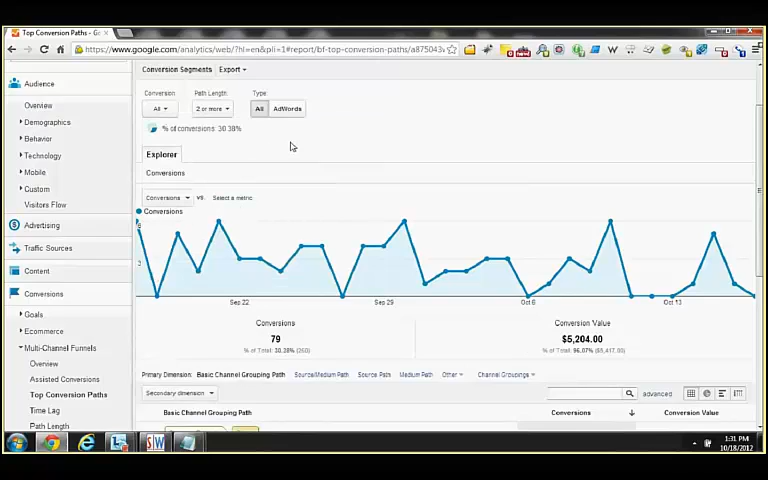 Top Conversion Paths - Go
https://www.google.com/analytics/web/?hl=en&pli=1#report/bf-top-conversion-paths/a875043
Audience
Conversion Segments Export
Overview
Conversion: Path Length: Type:
All 2 or more All AdWords
Demographics
% of conversions: 30.38%
Behavior
Technology
Explorer
Mobile
Conversions
Custom
Conversions VS. Select a metric
Visitors Flow
Conversions
Advertising
6
Traffic Sources
3
Content
Conversions
Sep 22 Sep 29 Oct 6 Oct 13
Goals
Conversions Conversion Value
Ecommerce
79 $5,204.00
Multi-Channel Funnels
% of Total: 30.38% (260) % of Total: 96.07% ($5,417.00)
Overview
Primary Dimension: Basic Channel Grouping Path Source/Medium Path Source Path Medium Path Other Channel Groupings
Assisted Conversions
Top Conversion Paths
Secondary dimension advanced
Time Lag
Basic Channel Grouping Path Conversions Conversion Value
Path Length
1:31 PM
10/18/2012